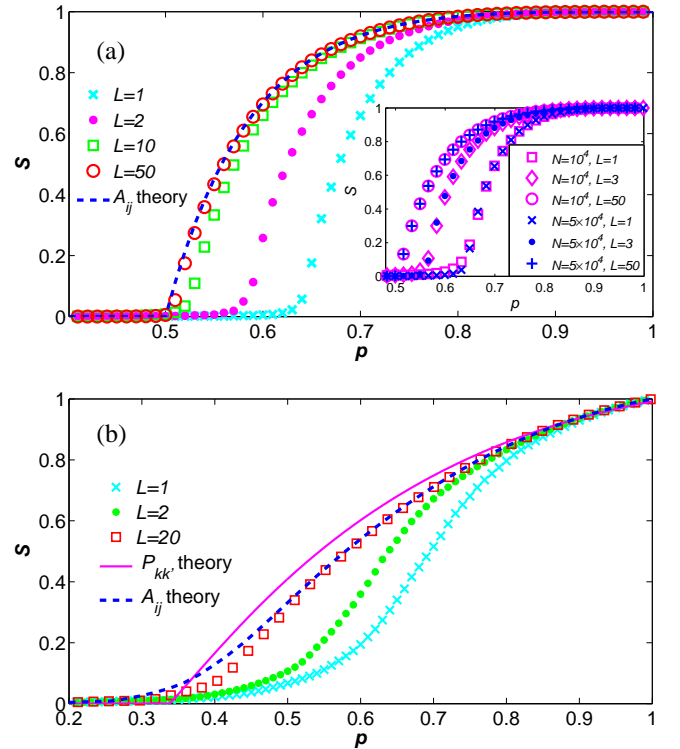 (a)
S
1
0.8
0.6
0.4
0.2
0
L=1
L=2
L=10
L=50
A_ij theory
0.5 0.6 0.7 0.8 0.9 1
p
S
1
0.8
0.6
0.4
0.2
0
N=10^4, L=1
N=10^4, L=3
N=10^4, L=50
N=5×10^4, L=1
N=5×10^4, L=3
N=5×10^4, L=50
0.5 0.6 0.7 0.8 0.9 1
p
(b)
S
1
0.8
0.6
0.4
0.2
0
L=1
L=2
L=20
P_kk' theory
A_ij theory
0.2 0.3 0.4 0.5 0.6 0.7 0.8 0.9 1
p